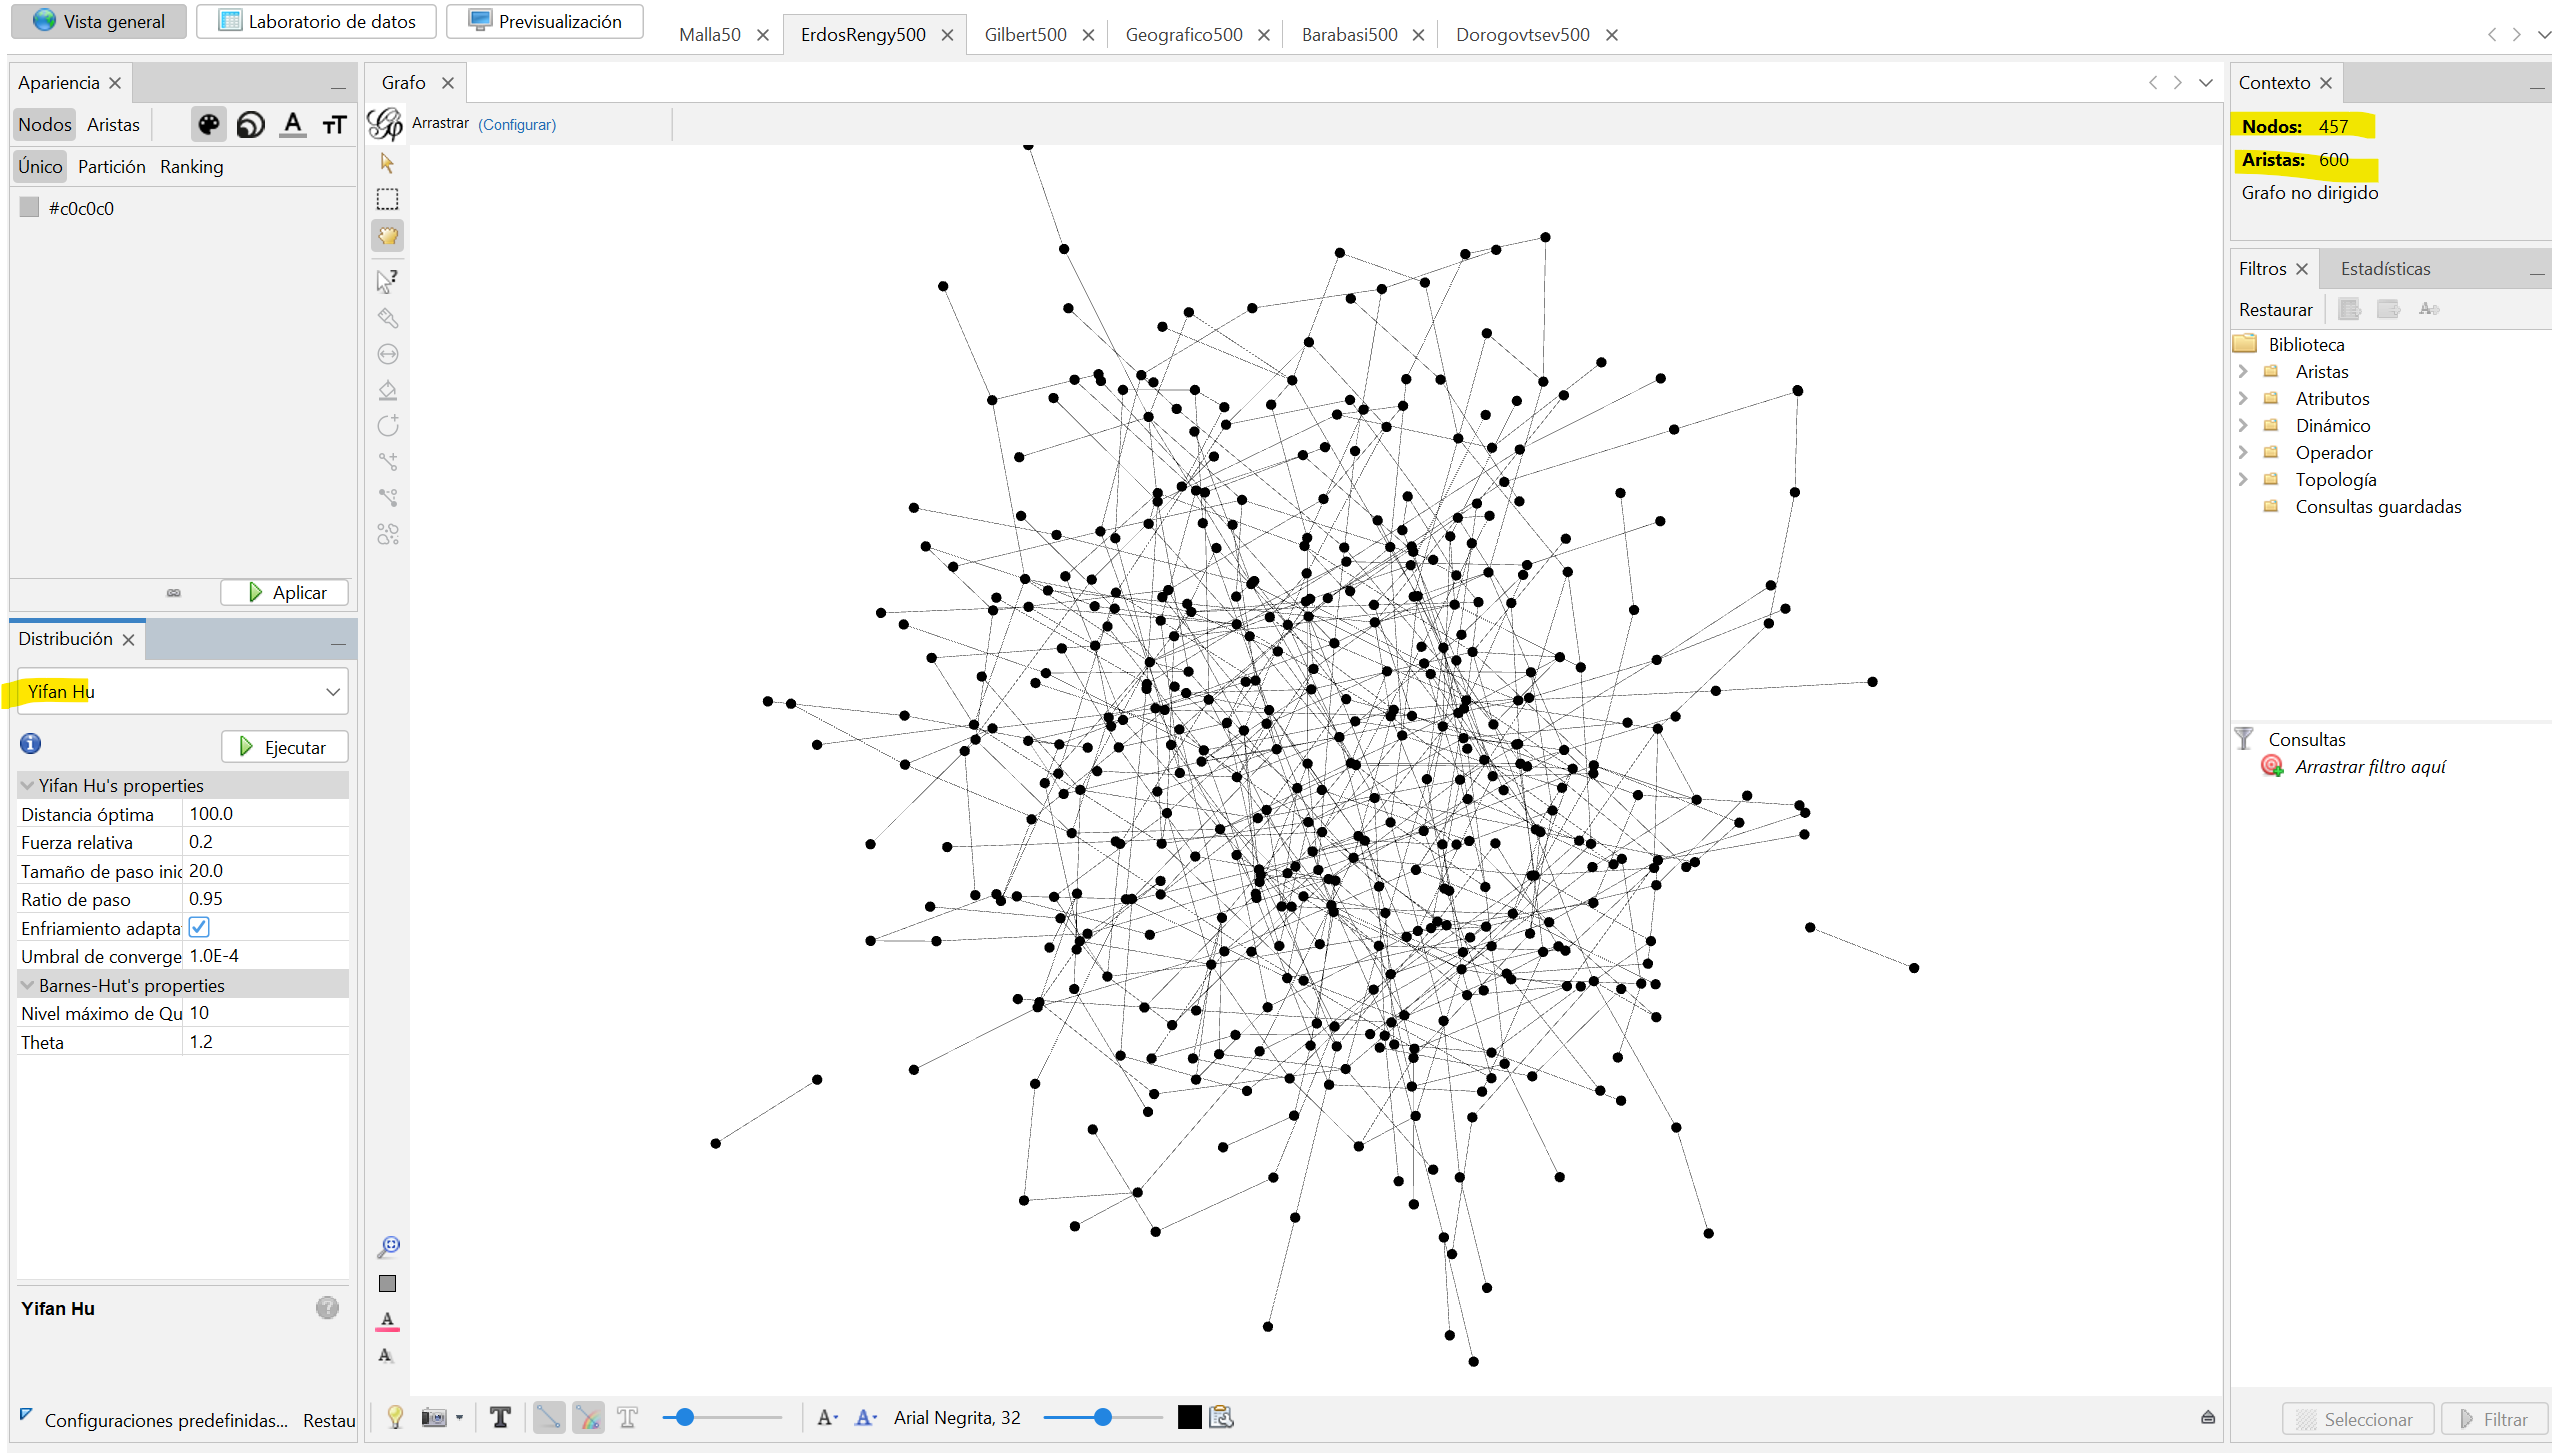 Vista general Laboratorio de datos Previsualización
Malla50 ErdosRengy500 Gilbert500 Geografico500 Barabasi500 Dorogovtsev500
Apariencia
Nodos Aristas A TT
Único Partición Ranking
#c0c0c0
Aplicar
Distribución
Yifan Hu
Ejecutar
Yifan Hu's properties
Distancia óptima 100.0
Fuerza relativa 0.2
Tamaño de paso inic 20.0
Ratio de paso 0.95
Enfriamiento adapta
Umbral de converge 1.0E-4
Barnes-Hut's properties
Nivel máximo de Qu 10
Theta 1.2
Yifan Hu
Configuraciones predefinidas... Restau
Grafo
Arrastrar (Configurar)
A
A
T T A A Arial Negrita, 32
Contexto
Nodos: 457
Aristas: 600
Grafo no dirigido
Filtros Estadísticas
Restaurar
Biblioteca
Aristas
Atributos
Dinámico
Operador
Topología
Consultas guardadas
Consultas
Arrastrar filtro aquí
Seleccionar Filtrar